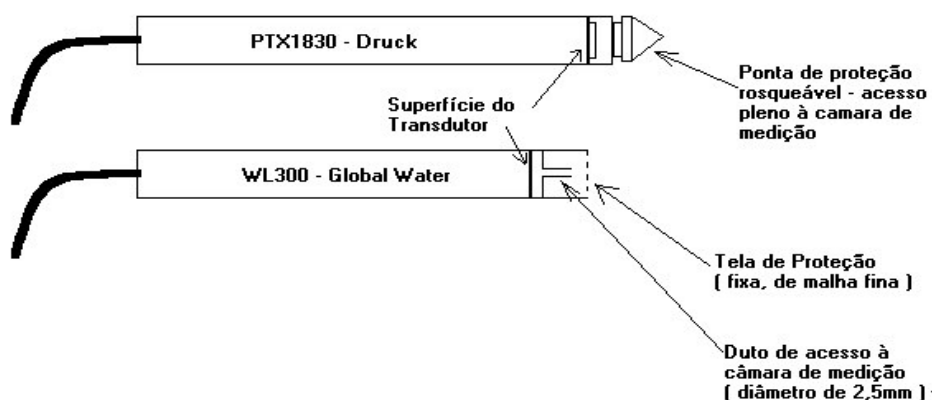 PTX1830 - Druck
Ponta de proteção
rosqueável - acesso
pleno à camara de
medição
Superfície do
Transdutor
WL300 - Global Water
Tela de Proteção
( fixa, de malha fina )
Duto de acesso à
câmara de medição
( diâmetro de 2,5mm )